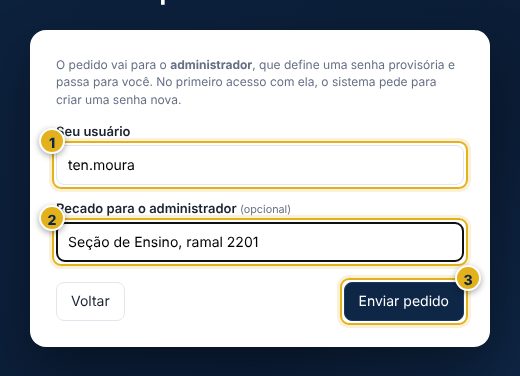 O pedido vai para o administrador, que define uma senha provisória e
passa para você. No primeiro acesso com ela, o sistema pede para
criar uma senha nova.
Seu usuário
1
ten.moura
Recado para o administrador (opcional)
2
Seção de Ensino, ramal 2201
3
Voltar
Enviar pedido